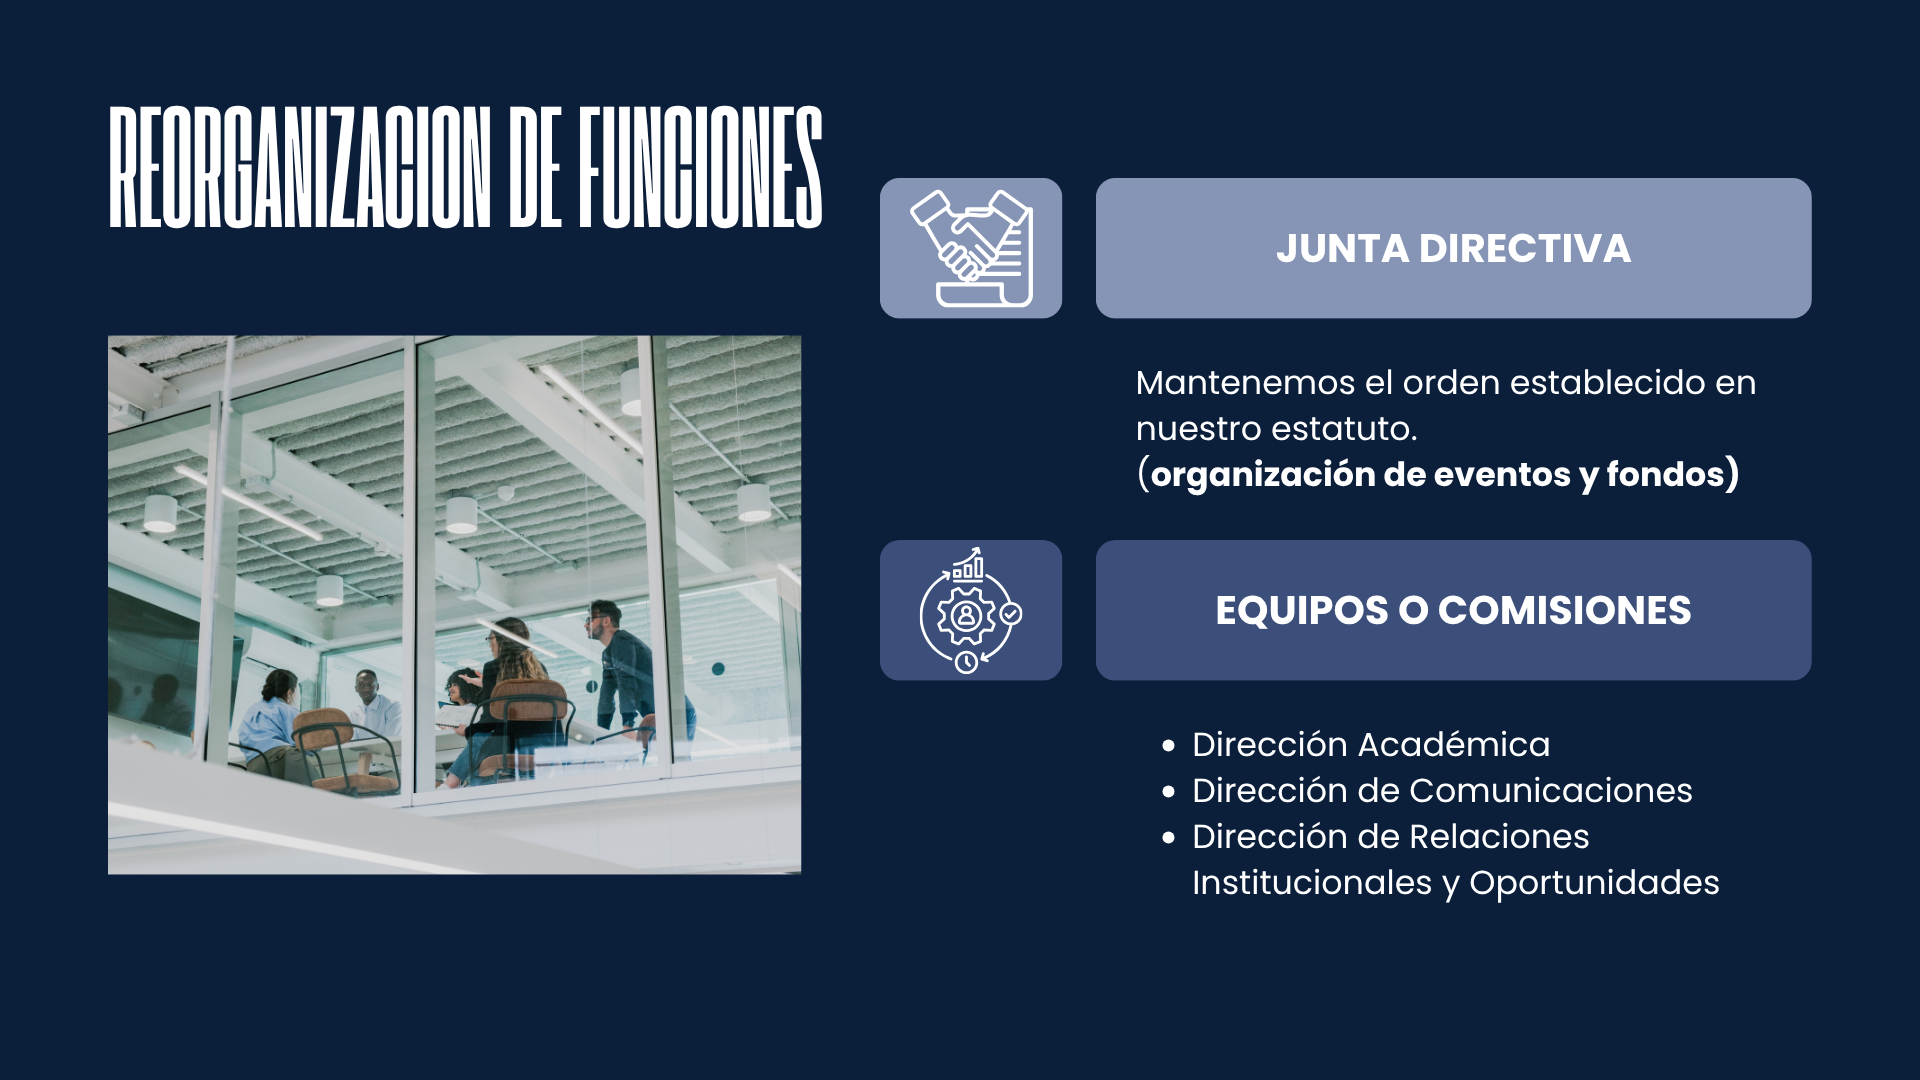 REORGANIZACION DE FUNCIONES
JUNTA DIRECTIVA
Mantenemos el orden establecido en
nuestro estatuto.
(organización de eventos y fondos)
EQUIPOS O COMISIONES
• Dirección Académica
• Dirección de Comunicaciones
• Dirección de Relaciones
Institucionales y Oportunidades